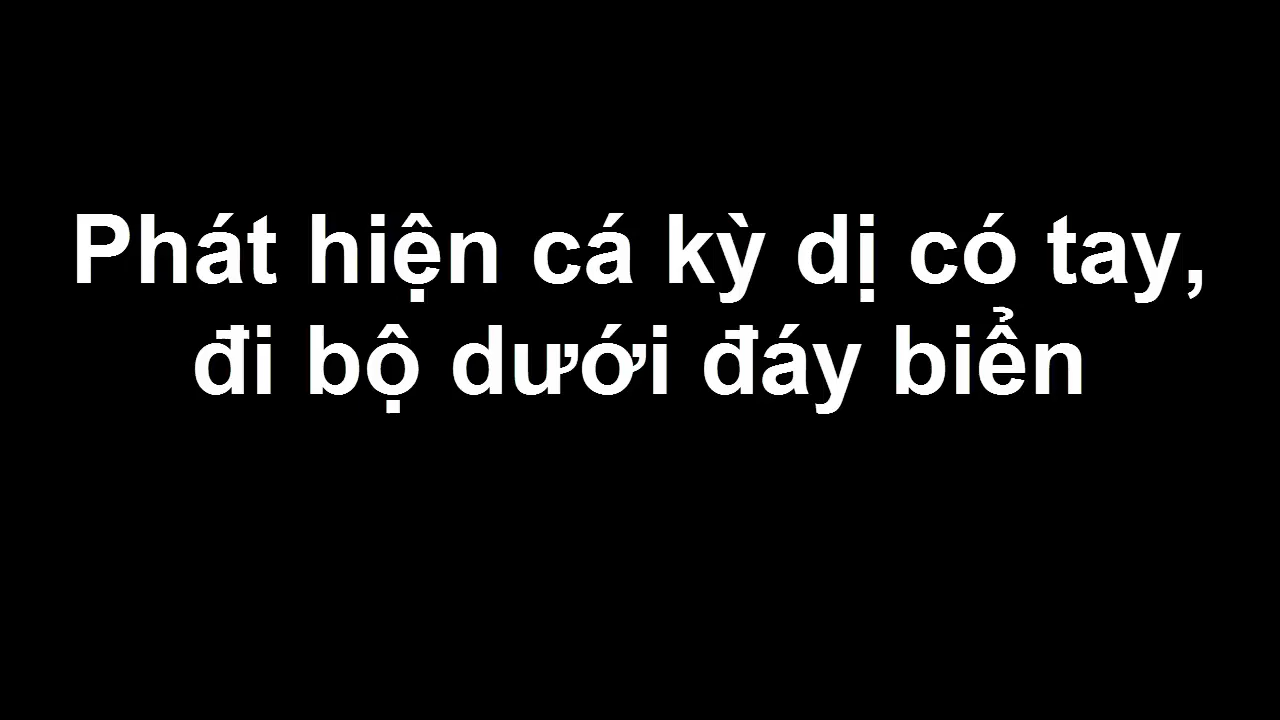 Phát hiện cá kỳ dị có tay,
đi bộ dưới đáy biển